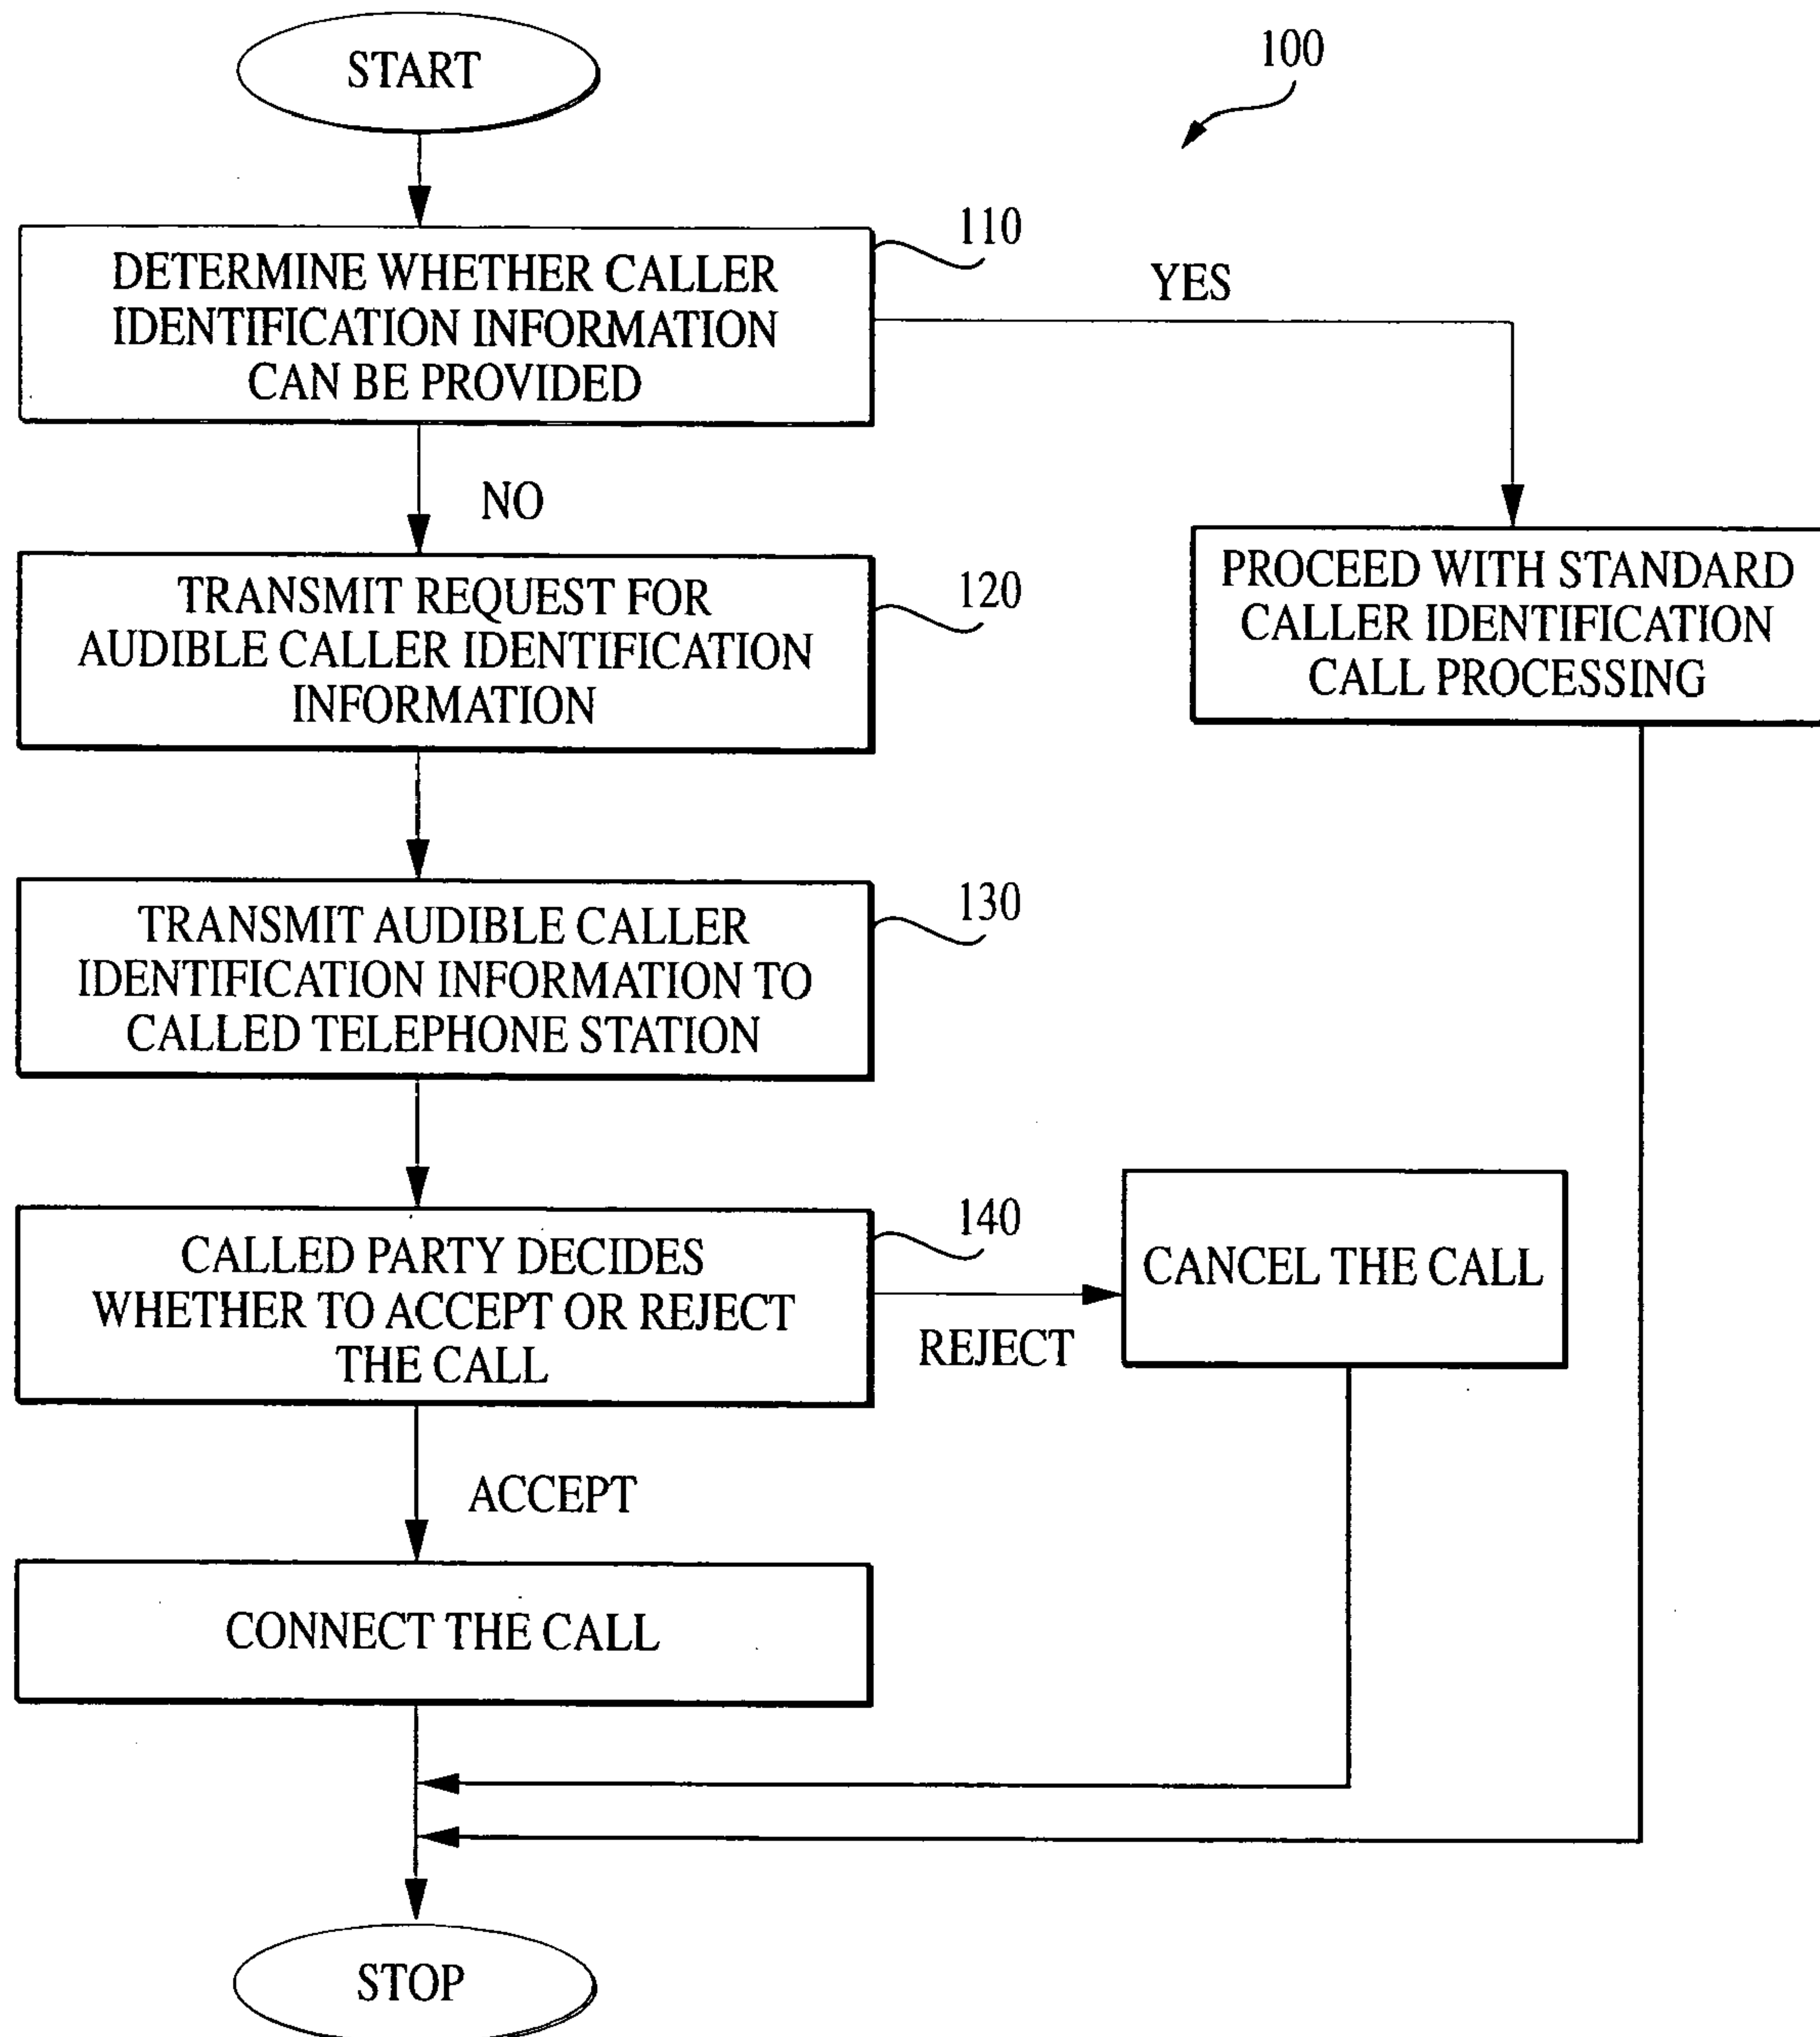 START
100
DETERMINE WHETHER CALLER
IDENTIFICATION INFORMATION
CAN BE PROVIDED
110
YES
NO
TRANSMIT REQUEST FOR
AUDIBLE CALLER IDENTIFICATION
INFORMATION
120
PROCEED WITH STANDARD
CALLER IDENTIFICATION
CALL PROCESSING
TRANSMIT AUDIBLE CALLER
IDENTIFICATION INFORMATION TO
CALLED TELEPHONE STATION
130
CALLED PARTY DECIDES
WHETHER TO ACCEPT OR REJECT
THE CALL
140
REJECT
CANCEL THE CALL
ACCEPT
CONNECT THE CALL
STOP